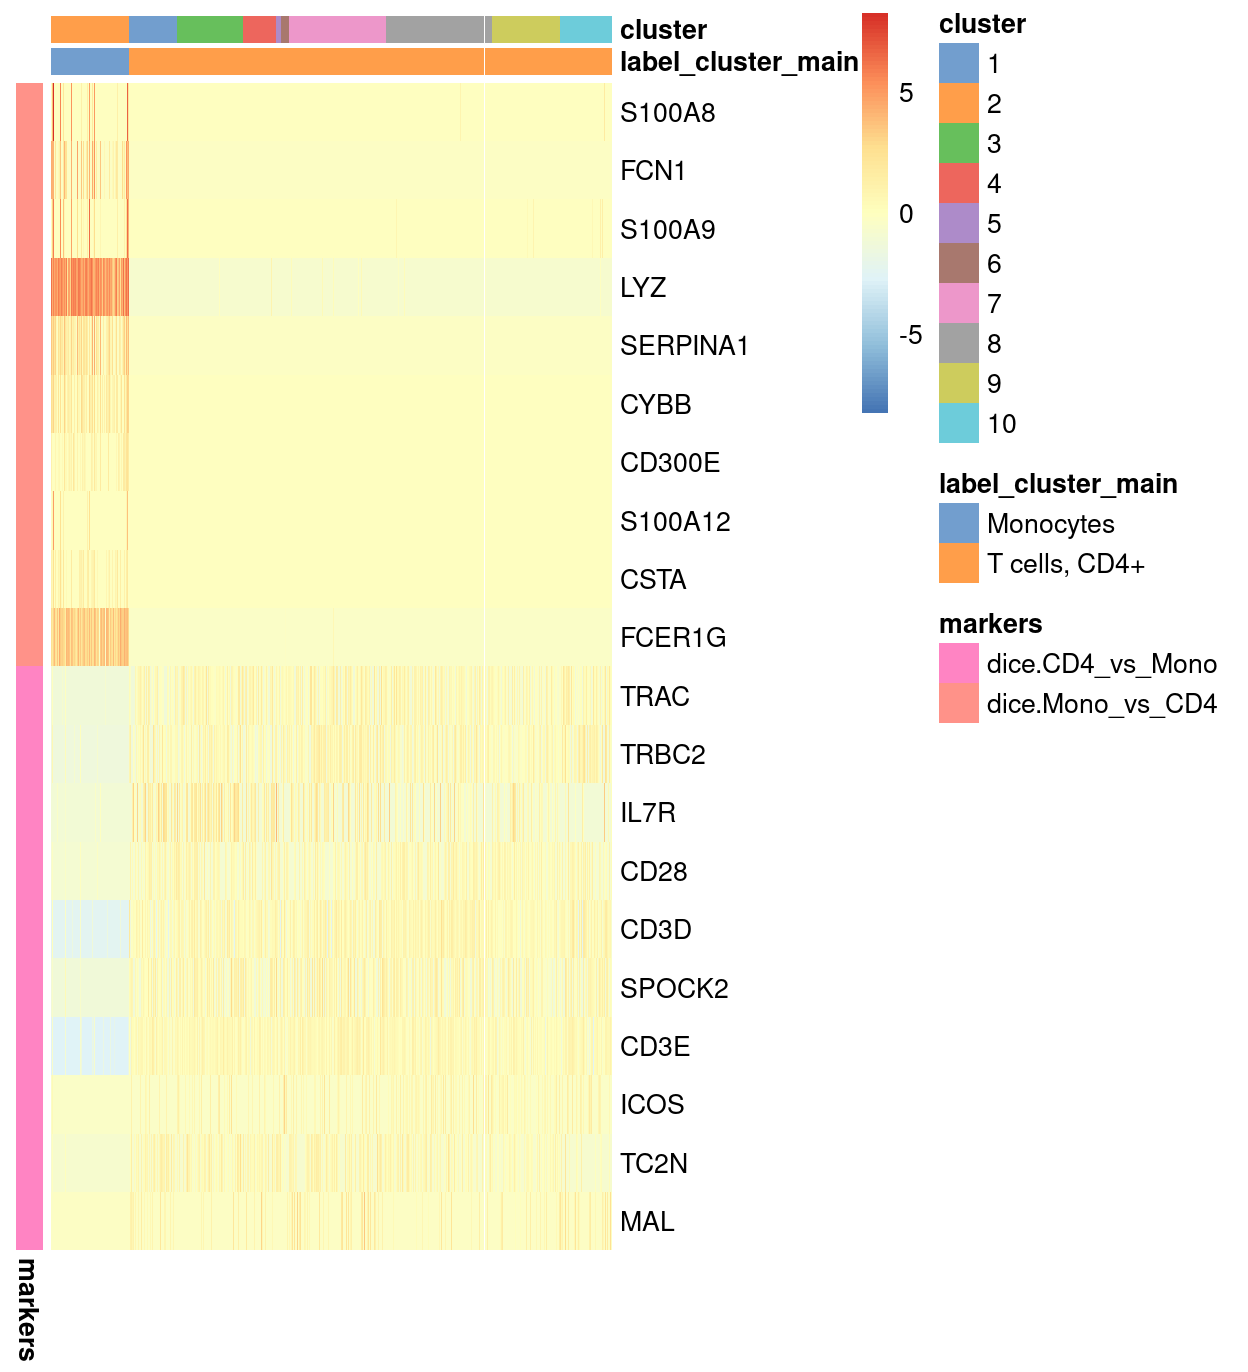 cluster
label_cluster_main
S100A8
FCN1
S100A9
LYZ
SERPINA1
CYBB
CD300E
S100A12
CSTA
FCER1G
TRAC
TRBC2
IL7R
CD28
CD3D
SPOCK2
CD3E
ICOS
TC2N
MAL
markers
5
0
-5
cluster
1
2
3
4
5
6
7
8
9
10
label_cluster_main
Monocytes
T cells, CD4+
markers
dice.CD4_vs_Mono
dice.Mono_vs_CD4